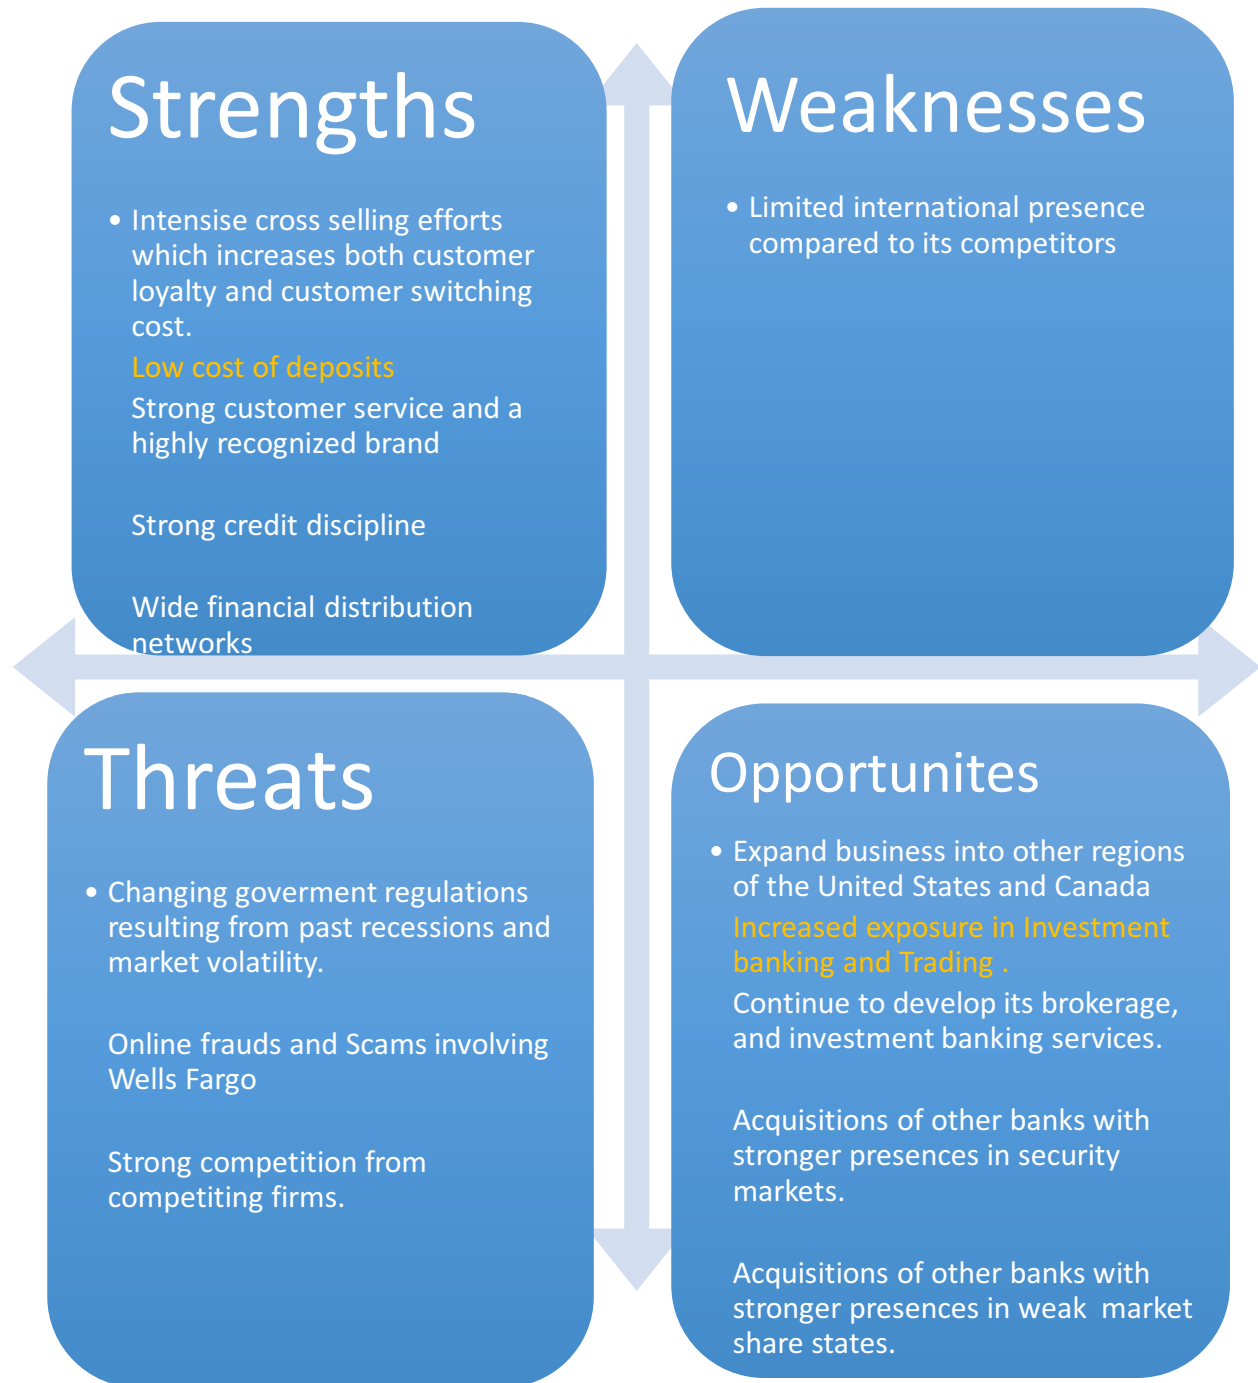 Strengths
• Intensise cross selling efforts
which increases both customer
loyalty and customer switching
cost.
Low cost of deposits
Strong customer service and a
highly recognized brand
Strong credit discipline
Wide financial distribution
networks
Weaknesses
• Limited international presence
compared to its competitors
Threats
• Changing goverment regulations
resulting from past recessions and
market volatility.
Online frauds and Scams involving
Wells Fargo
Strong competition from
competiting firms.
Opportunites
• Expand business into other regions
of the United States and Canada
Increased exposure in Investment
banking and Trading .
Continue to develop its brokerage,
and investment banking services.
Acquisitions of other banks with
stronger presences in security
markets.
Acquisitions of other banks with
stronger presences in weak  market
share states.